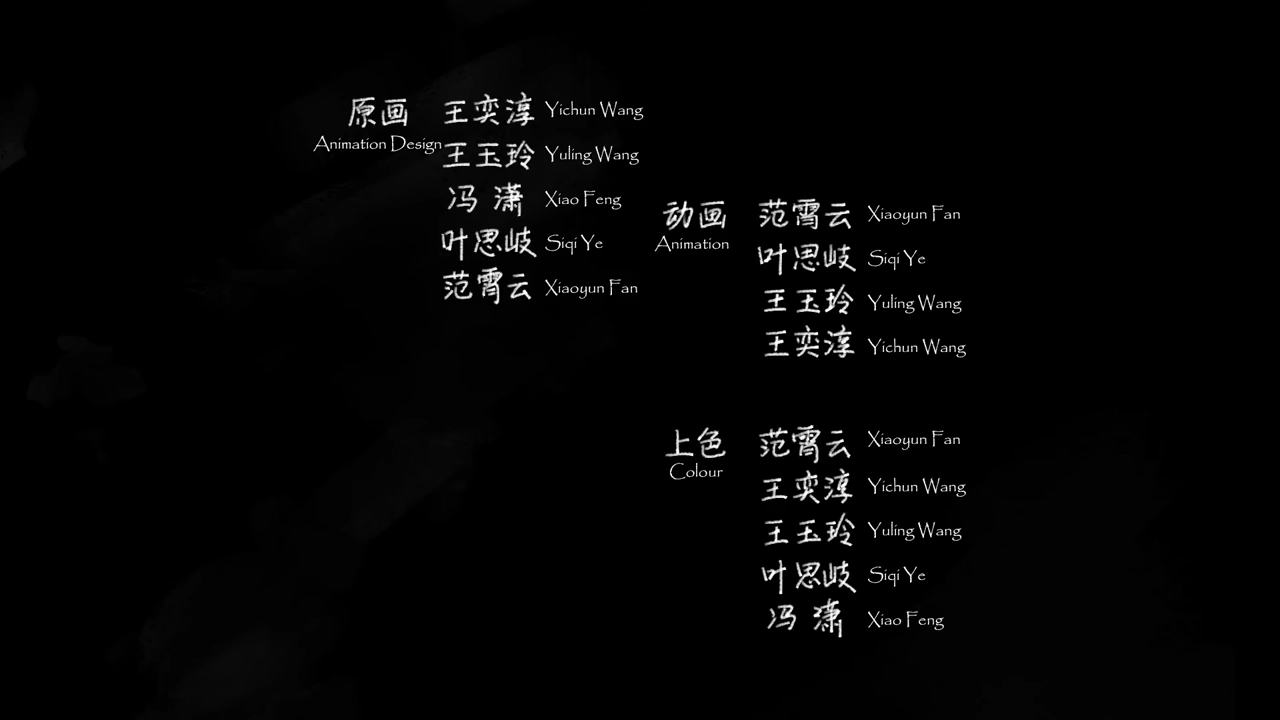 原画 王奕淳 Yichun Wang
Animation Design
王玉玲 Yuling Wang
冯 潇 Xiao Feng
叶思岐 Siqi Ye
范霄云 Xiaoyun Fan
动画 范霄云 Xiaoyun Fan
Animation
叶思岐 Siqi Ye
王玉玲 Yuling Wang
王奕淳 Yichun Wang
上色 范霄云 Xiaoyun Fan
Colour
王奕淳 Yichun Wang
王玉玲 Yuling Wang
叶思岐 Siqi Ye
冯 潇 Xiao Feng